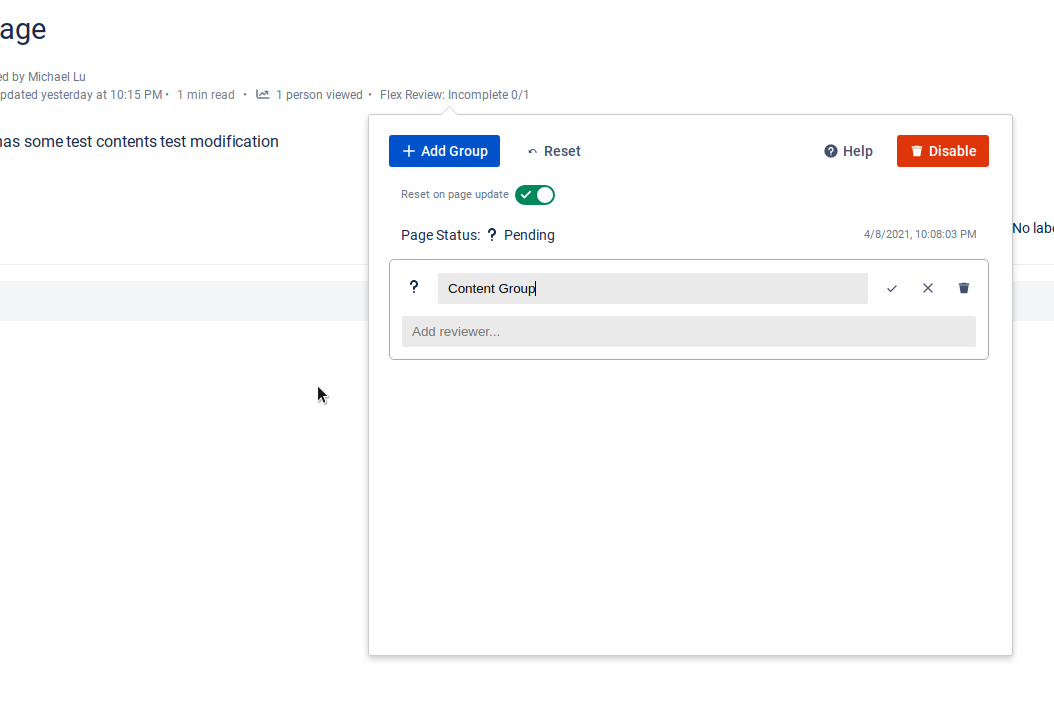 age
ed by Michael Lu
pdated yesterday at 10:15 PM • 1 min read • 1 person viewed • Flex Review: Incomplete 0/1
has some test contents test modification
Add Group Reset Help Disable
Reset on page update
Page Status: ? Pending 4/8/2021, 10:08:03 PM
No labe
? Content Group
Add reviewer...